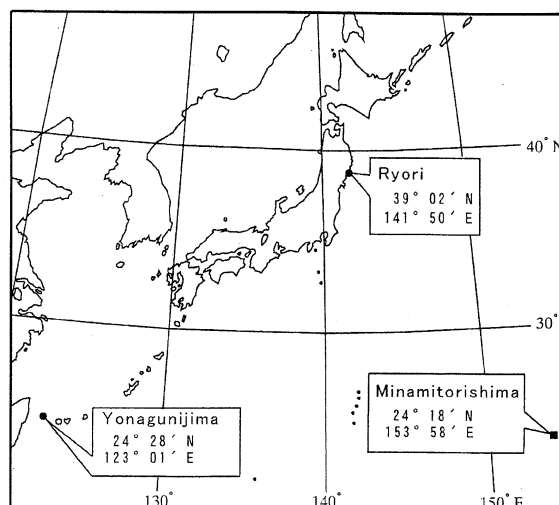 40°N
Ryori
39° 02′ N
141° 50′ E
30°
Minamitorishima
24° 18′ N
153° 58′ E
Yonagunijima
24° 28′ N
123° 01′ E
130°
140°
150°E